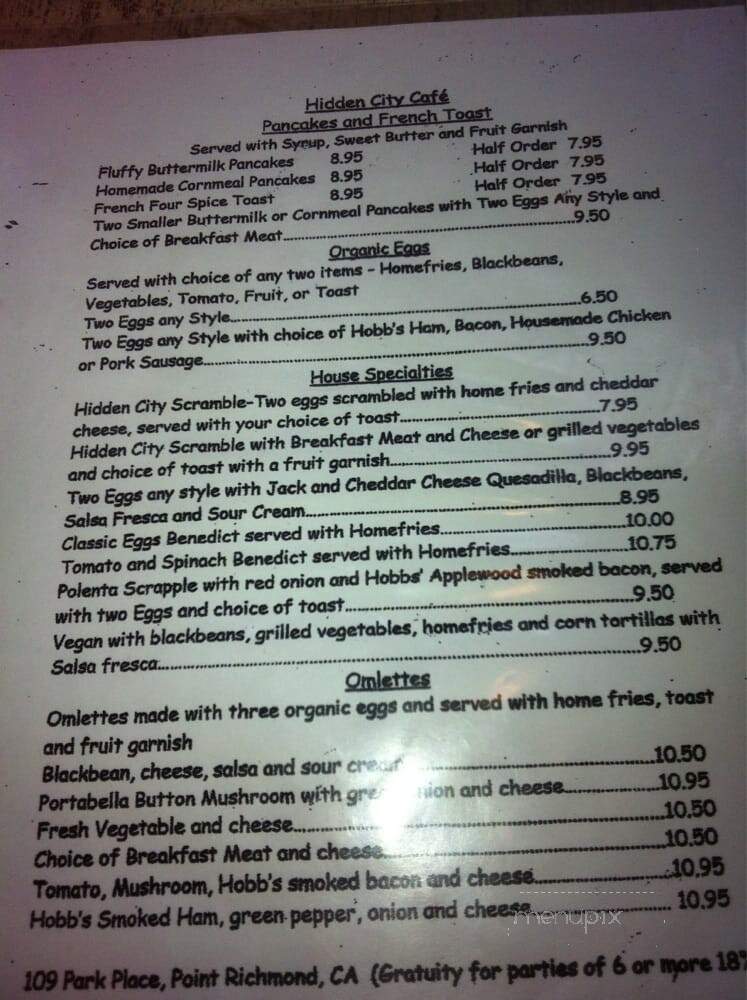 Hidden City Café
Pancakes and French Toast
Served with Syrup, Sweet Butter and Fruit Garnish
Fluffy Buttermilk Pancakes 8.95 Half Order 7.95
Homemade Cornmeal Pancakes 8.95 Half Order 7.95
French Four Spice Toast 8.95 Half Order 7.95
Two Smaller Buttermilk or Cornmeal Pancakes with Two Eggs Any Style and
Choice of Breakfast Meat..............................9.50
Organic Eggs
Served with choice of any two items - Homefries, Blackbeans,
Vegetables, Tomato, Fruit, or Toast
Two Eggs any Style..............................6.50
Two Eggs any Style with choice of Hobb's Ham, Bacon, Housemade Chicken
or Pork Sausage..............................9.50
House Specialties
Hidden City Scramble-Two eggs scrambled with home fries and cheddar
cheese, served with your choice of toast..............................7.95
Hidden City Scramble with Breakfast Meat and Cheese or grilled vegetables
and choice of toast with a fruit garnish..............................9.95
Two Eggs any style with Jack and Cheddar Cheese Quesadilla, Blackbeans,
Salsa Fresca and Sour Cream..............................8.95
Classic Eggs Benedict served with Homefries..............................10.00
Tomato and Spinach Benedict served with Homefries....................10.75
Polenta Scrapple with red onion and Hobbs' Applewood smoked bacon, served
with two Eggs and choice of toast..............................9.50
Vegan with blackbeans, grilled vegetables, homefries and corn tortillas with
Salsa fresca..............................9.50
Omlettes
Omlettes made with three organic eggs and served with home fries, toast
and fruit garnish
Blackbean, cheese, salsa and sour cream..............................10.50
Portabella Button Mushroom with onion and cheese..............10.95
Fresh Vegetable and cheese..............................10.50
Choice of Breakfast Meat and cheese..............................10.50
Tomato, Mushroom, Hobb's smoked bacon and cheese....................10.95
Hobb's Smoked Ham, green pepper, onion and cheese.................... 10.95
menupix
109 Park Place, Point Richmond, CA (Gratuity for parties of 6 or more 18%